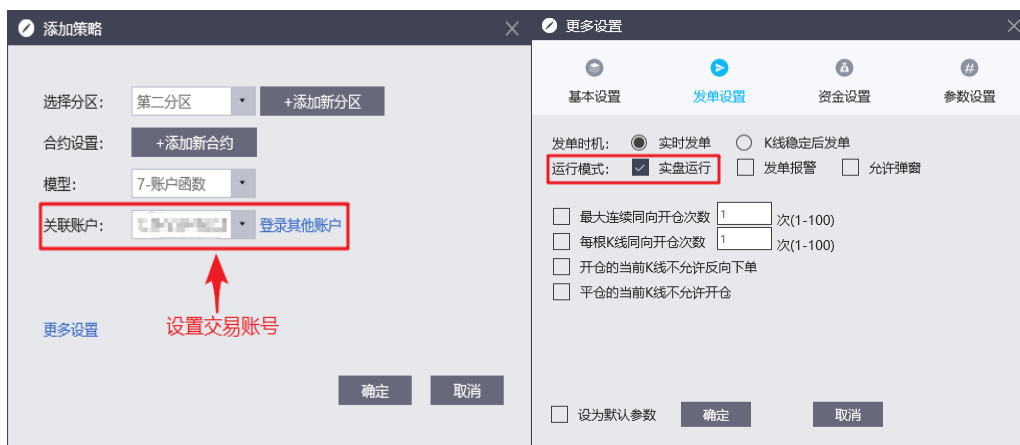 添加策略
选择分区：
第二分区
+添加新分区
合约设置：
+添加新合约
模型：
7-账户函数
关联账户：
登录其他账户
设置交易账号
更多设置
确定
取消
更多设置
基本设置
发单设置
资金设置
参数设置
发单时机： 实时发单 K线稳定后发单
运行模式： 实盘运行 发单报警 允许弹窗
最大连续同向开仓次数 1 次(1-100)
每根K线同向开仓次数 1 次(1-100)
开仓的当前K线不允许反向下单
平仓的当前K线不允许开仓
设为默认参数
确定
取消